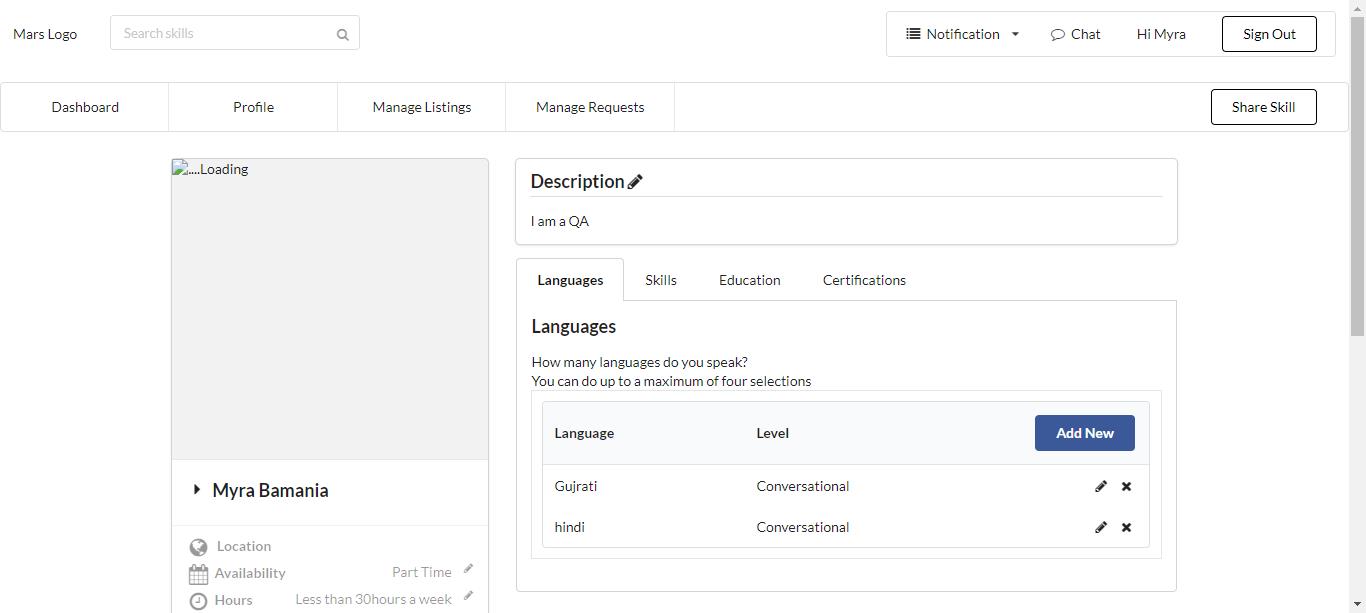 Mars Logo
Search skills
Notification
Chat
Hi Myra
Sign Out
Dashboard
Profile
Manage Listings
Manage Requests
Share Skill
....Loading
Myra Bamania
Location
Availability Part Time
Hours Less than 30hours a week
Description
I am a QA
Languages
Skills
Education
Certifications
Languages
How many languages do you speak?
You can do up to a maximum of four selections
Language Level Add New
Gujrati Conversational
hindi Conversational